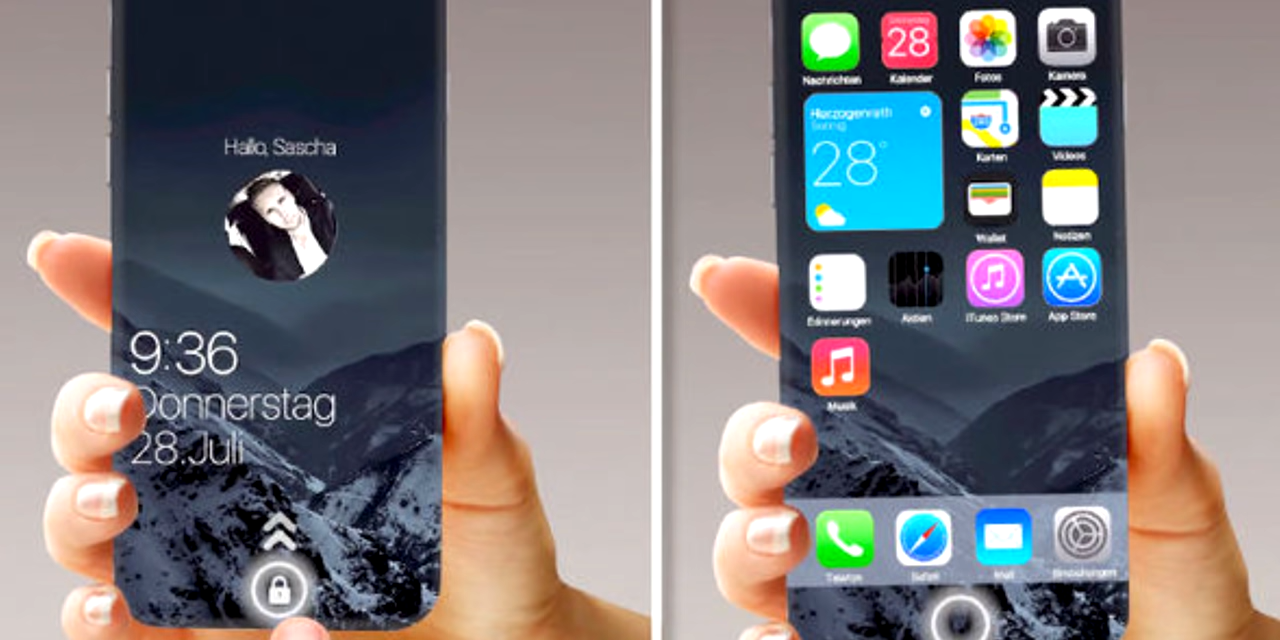 Hallo, Sascha
9:36
Donnerstag
28.Juli
Nachrichten
Kalender
Fotos
Kamera
28
Herzogenrath
28°
Karten
Videos
Wallet
Notizen
Erinnerungen
Aktien
iTunes Store
App Store
Musik
Telefon
Safari
Mail
Einstellungen